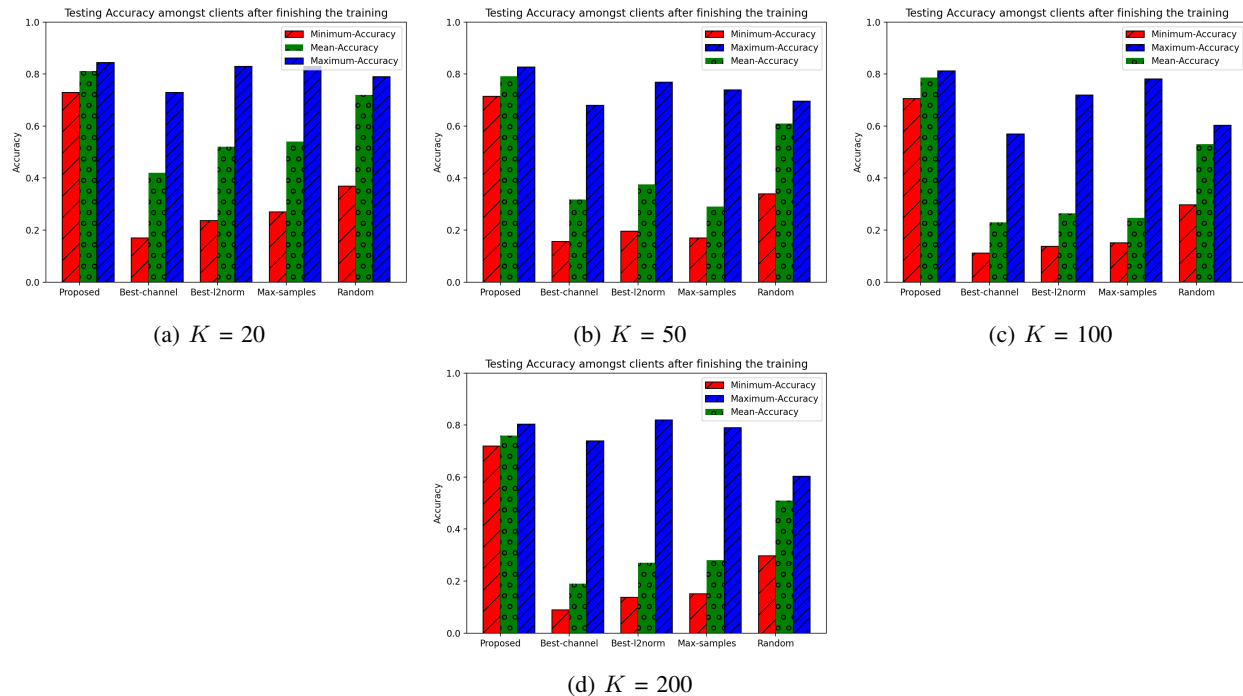 Testing Accuracy amongst clients after finishing the training
Minimum-Accuracy
Mean-Accuracy
Maximum-Accuracy
Accuracy
1.0
0.8
0.6
0.4
0.2
0.0
Proposed Best-channel Best-l2norm Max-samples Random
(a) K = 20
Testing Accuracy amongst clients after finishing the training
Minimum-Accuracy
Maximum-Accuracy
Mean-Accuracy
Accuracy
1.0
0.8
0.6
0.4
0.2
0.0
Proposed Best-channel Best-l2norm Max-samples Random
(b) K = 50
Testing Accuracy amongst clients after finishing the training
Minimum-Accuracy
Maximum-Accuracy
Mean-Accuracy
Accuracy
1.0
0.8
0.6
0.4
0.2
0.0
Proposed Best-channel Best-l2norm Max-samples Random
(c) K = 100
Testing Accuracy amongst clients after finishing the training
Minimum-Accuracy
Maximum-Accuracy
Mean-Accuracy
Accuracy
1.0
0.8
0.6
0.4
0.2
0.0
Proposed Best-channel Best-l2norm Max-samples Random
(d) K = 200